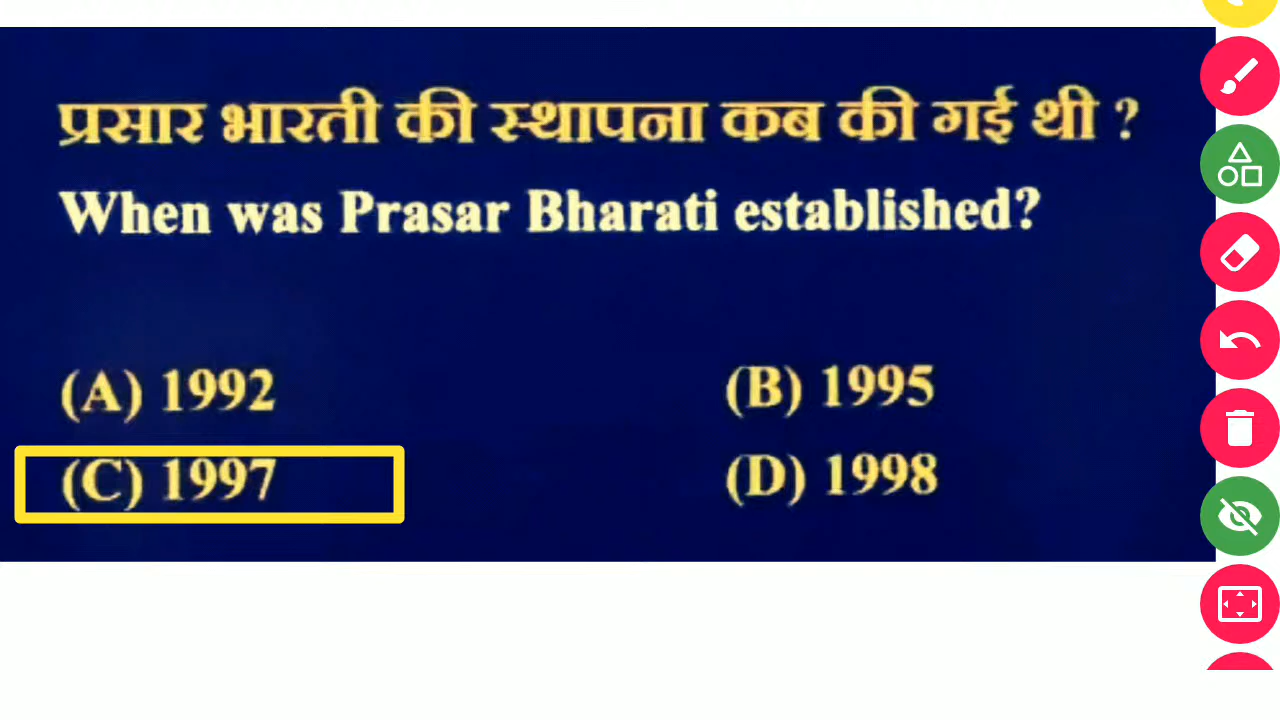 प्रसार भारती की स्थापना कब की गई थी ?
When was Prasar Bharati established?
(A) 1992
(B) 1995
(C) 1997
(D) 1998